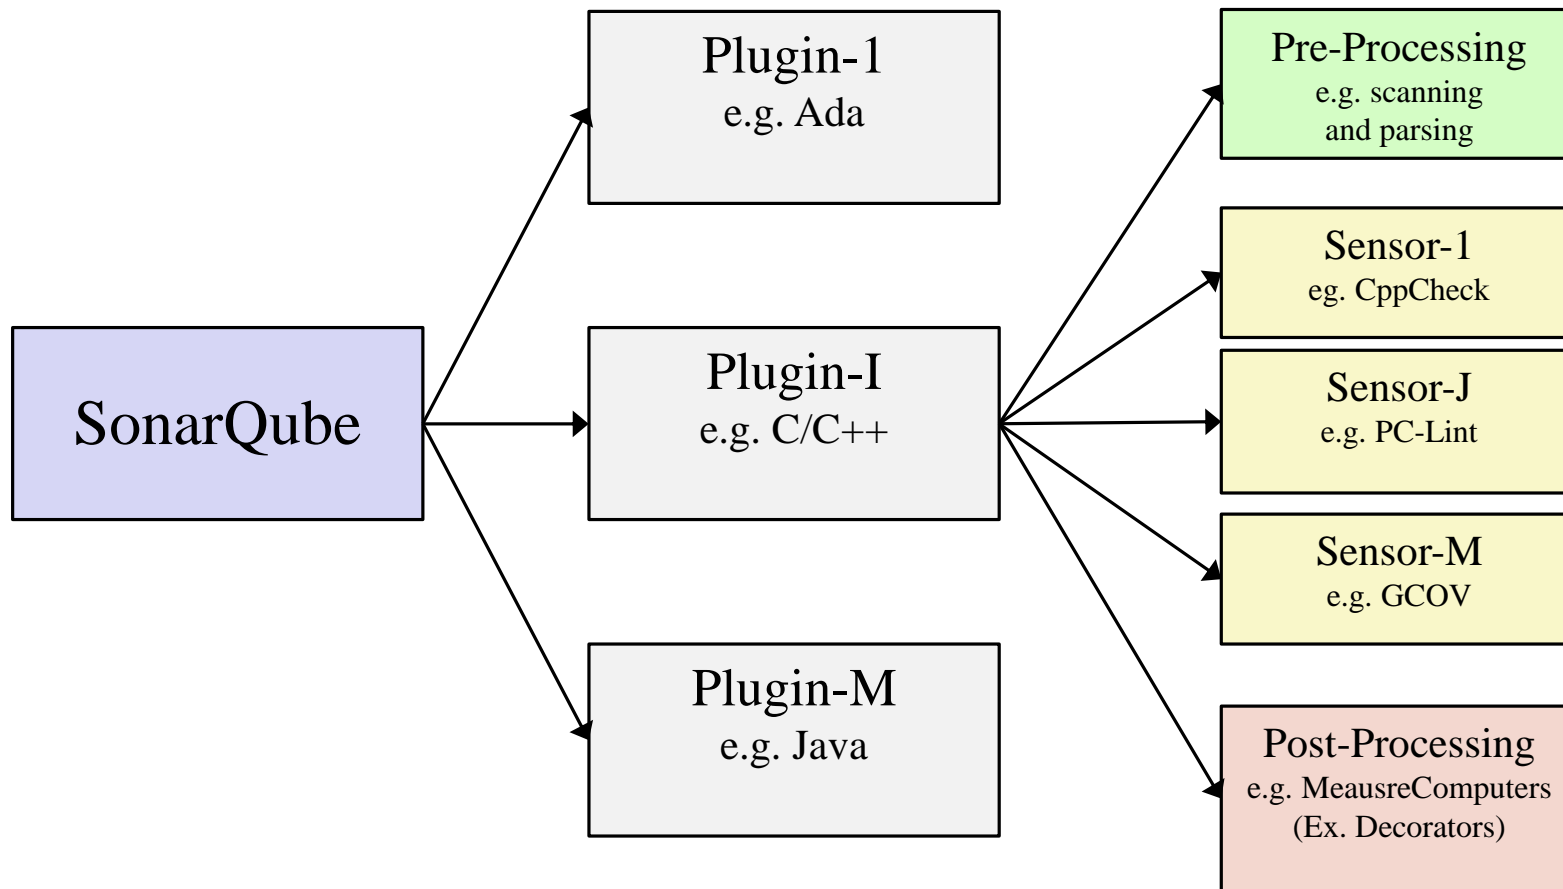 SonarQube
Plugin-1
e.g. Ada
Plugin-I
e.g. C/C++
Plugin-M
e.g. Java
Pre-Processing
e.g. scanning
and parsing
Sensor-1
eg. CppCheck
Sensor-J
e.g. PC-Lint
Sensor-M
e.g. GCOV
Post-Processing
e.g. MeausreComputers
(Ex. Decorators)